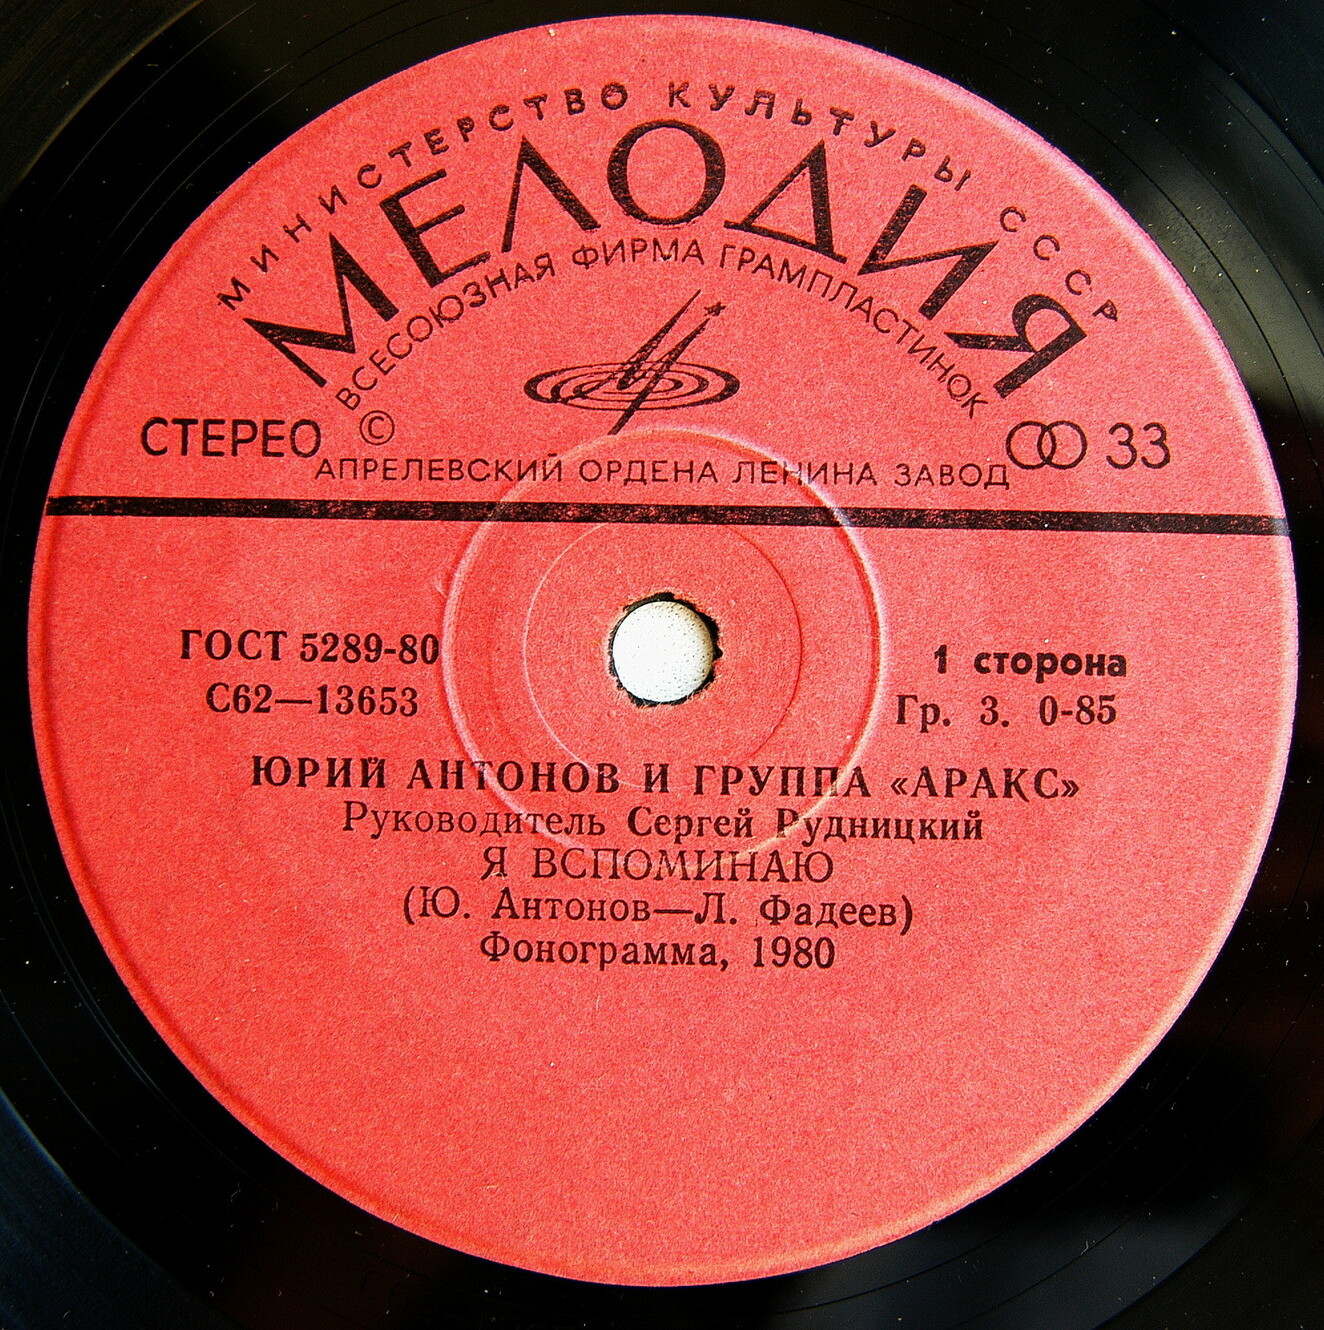 МИНИСТЕРСТВО КУЛЬТУРЫ СССР
МЕЛОДИЯ
ВСЕСОЮЗНАЯ ФИРМА ГРАМПЛАСТИНОК
СТЕРЕО © 33
АПРЕЛЕВСКИЙ ОРДЕНА ЛЕНИНА ЗАВОД
ГОСТ 5289-80
С62—13653
1 сторона
Гр. 3. 0-85
ЮРИЙ АНТОНОВ И ГРУППА «АРАКС»
Руководитель Сергей Рудницкий
Я ВСПОМИНАЮ
(Ю. Антонов—Л. Фадеев)
Фонограмма, 1980